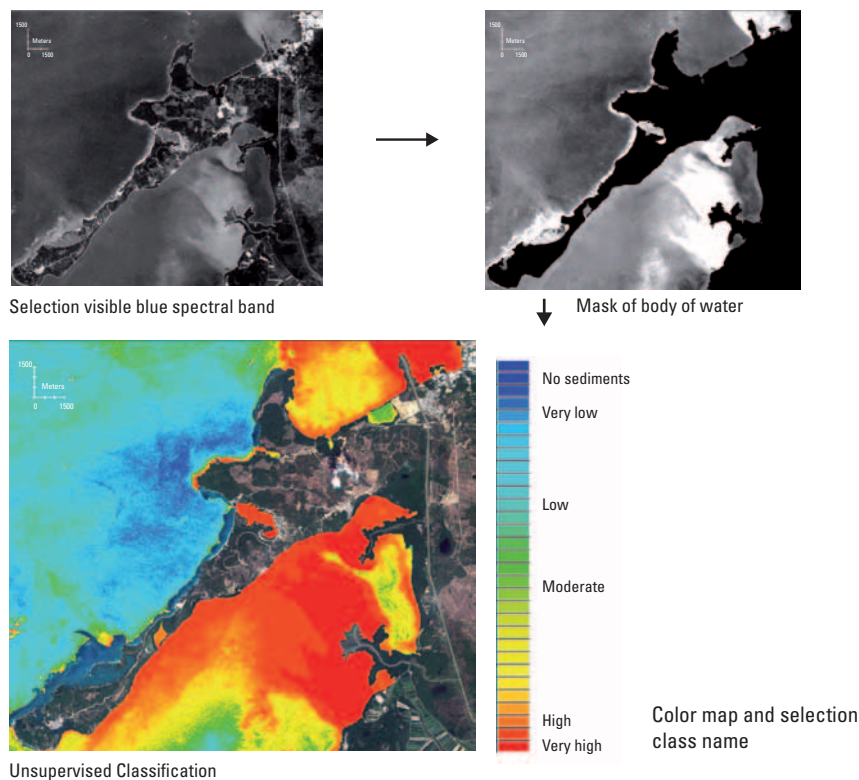 1500
Meters
0 1500
1500
Meters
0 1500
Selection visible blue spectral band
Mask of body of water
1500
Meters
0 1500
No sediments
Very low
Low
Moderate
High
Very high
Color map and selection
class name
Unsupervised Classification